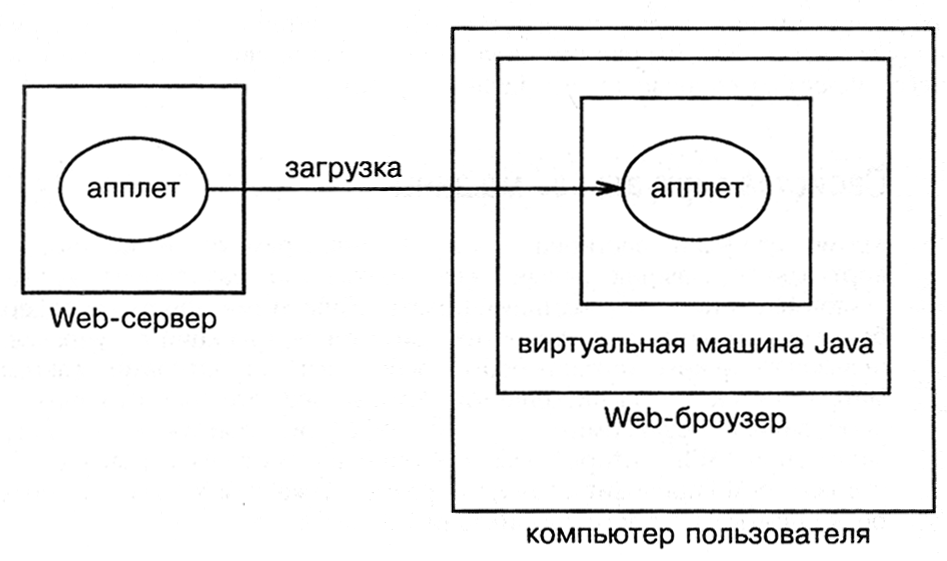 загрузка
апплет
апплет
Web-сервер
виртуальная машина Java
Web-броузер
компьютер пользователя